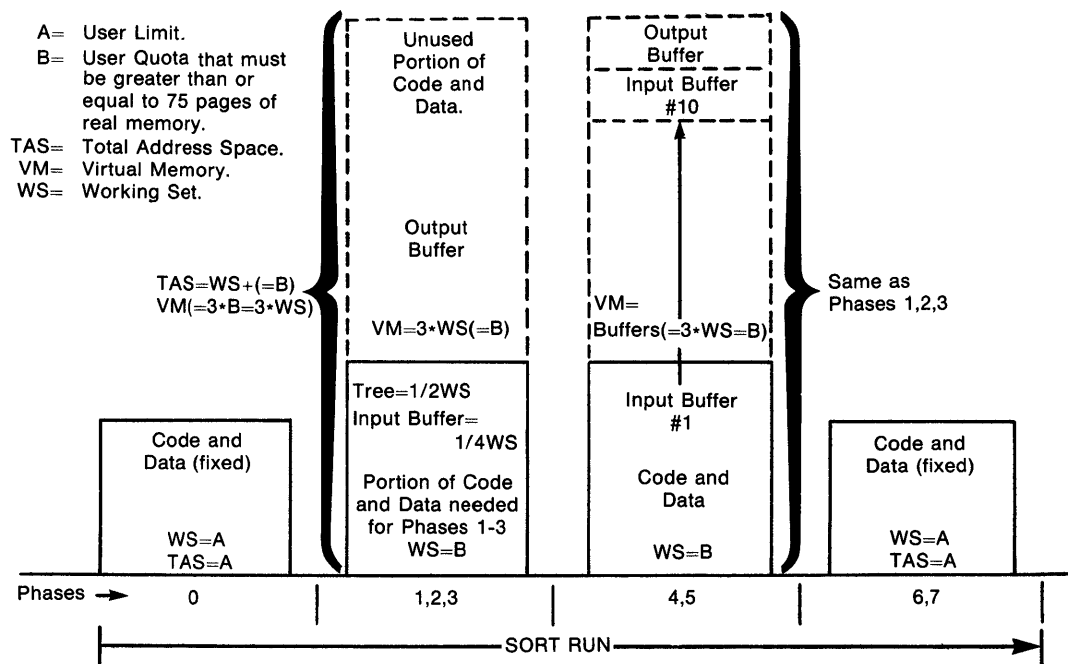 A= User Limit.
B= User Quota that must
be greater than or
equal to 75 pages of
real memory.
TAS= Total Address Space.
VM= Virtual Memory.
WS= Working Set.
TAS=WS+(=B)
VM(=3*B=3*WS)
Unused
Portion of
Code and
Data.
Output
Buffer
VM=3*WS(=B)
Tree=1/2WS
Input Buffer=
1/4WS
Portion of Code
and Data needed
for Phases 1-3
WS=B
Output
Buffer
Input Buffer
#10
VM=
Buffers(=3*WS=B)
Input Buffer
#1
Code
and
Data
WS=B
Same as
Phases 1,2,3
Code and
Data (fixed)
WS=A
TAS=A
Code and
Data (fixed)
WS=A
TAS=A
Phases 0 1,2,3 4,5 6,7
SORT RUN